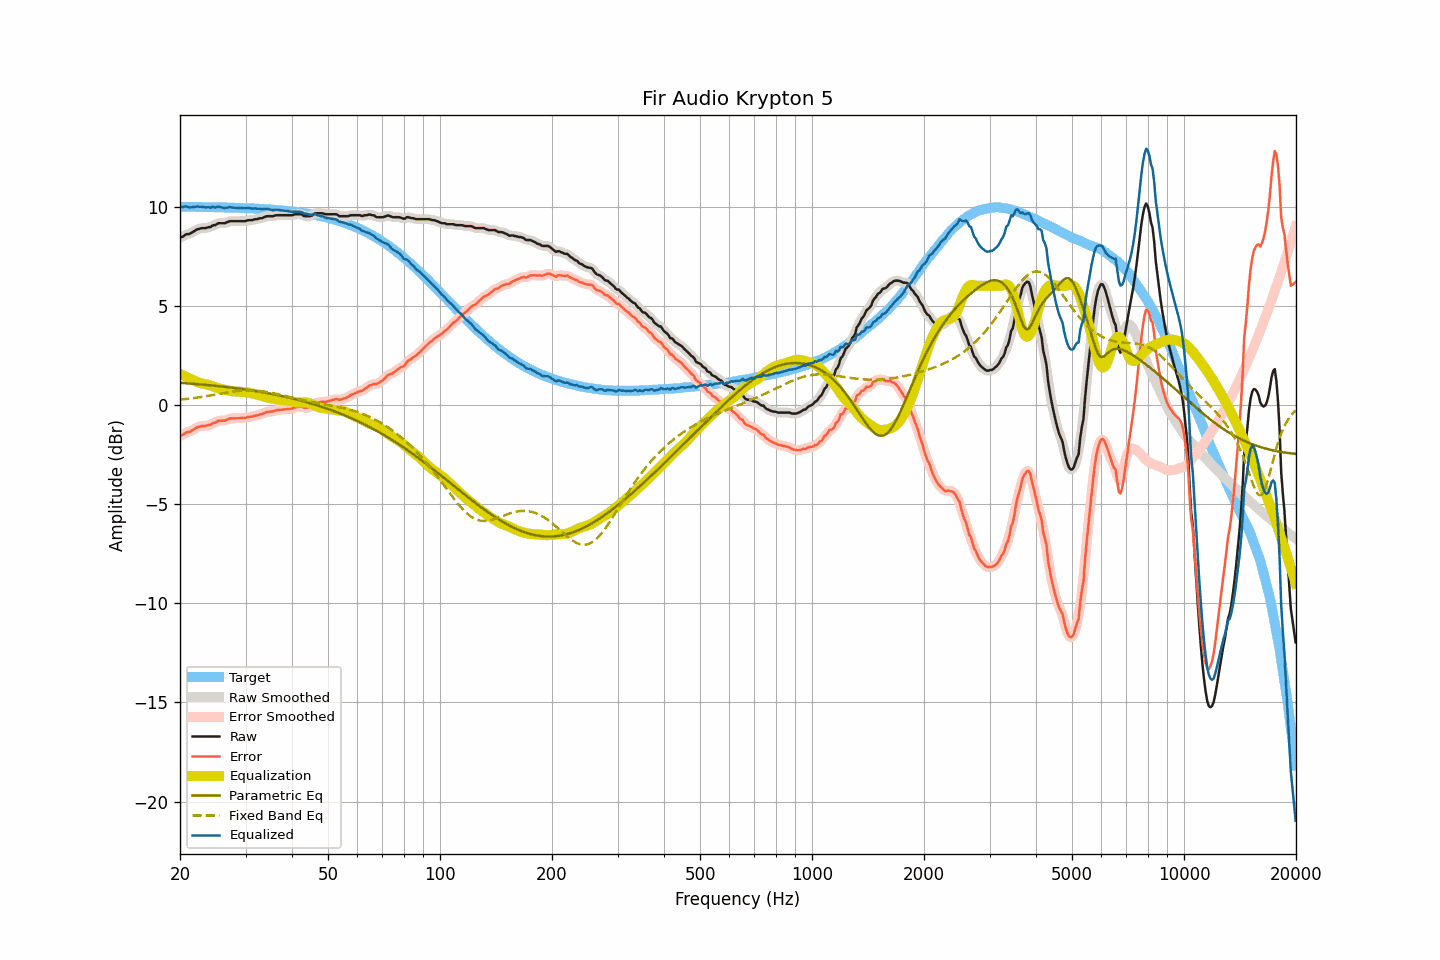 Fir Audio Krypton 5
Amplitude (dBr)
10
5
0
−5
−10
−15
−20
Target
Raw Smoothed
Error Smoothed
Raw
Error
Equalization
Parametric Eq
Fixed Band Eq
Equalized
20 50 100 200 500 1000 2000 5000 10000 20000
Frequency (Hz)